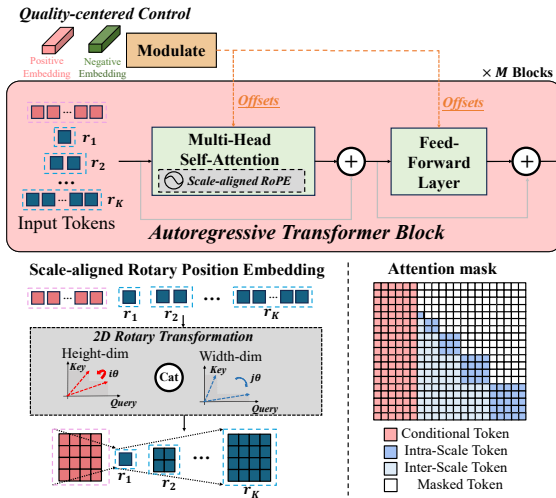 Quality-centered Control
Positive Embedding
Negative Embedding
Modulate
× M Blocks
Offsets
Offsets
r1
r2
...
rK
Input Tokens
Multi-Head
Self-Attention
Scale-aligned RoPE
Feed-
Forward
Layer
Autoregressive Transformer Block
Scale-aligned Rotary Position Embedding
r1
r2
...
rK
2D Rotary Transformation
Height-dim
Key
iθ
Query
Cat
Width-dim
Key
jθ
Query
r1
r2
...
rK
Attention mask
Conditional Token
Intra-Scale Token
Inter-Scale Token
Masked Token